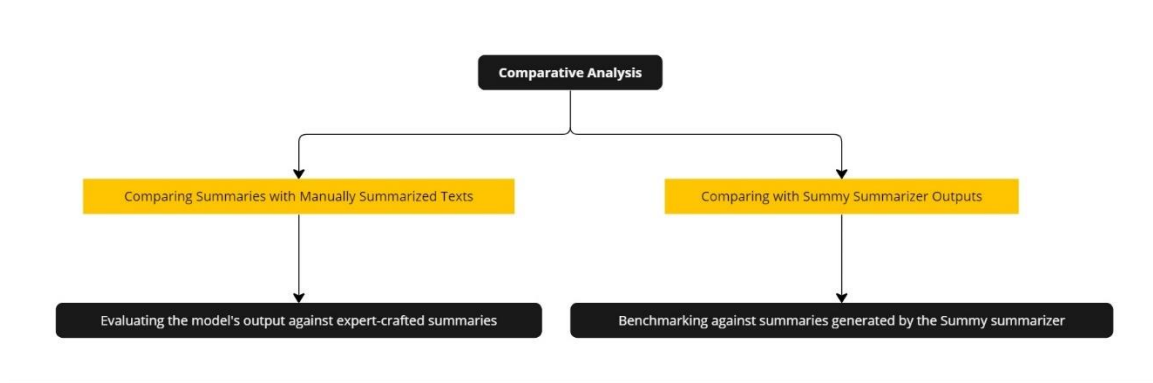 Comparative Analysis
Comparing Summaries with Manually Summarized Texts
Comparing with Summy Summarizer Outputs
Evaluating the model's output against expert-crafted summaries
Benchmarking against summaries generated by the Summy summarizer